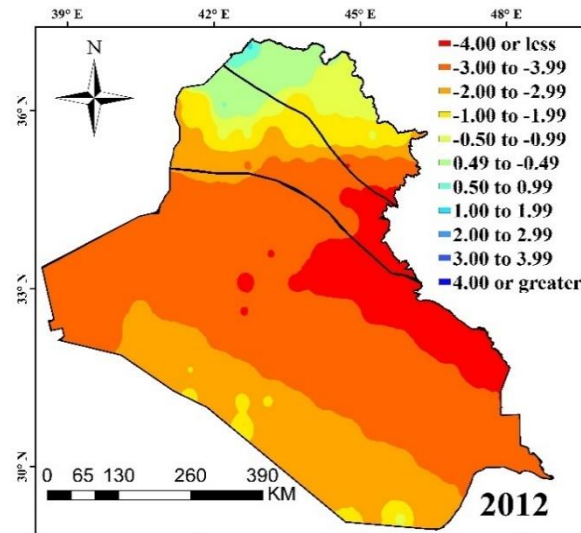 39°E 42°E 45°E 48°E
N
-4.00 or less
-3.00 to -3.99
-2.00 to -2.99
-1.00 to -1.99
-0.50 to -0.99
0.49 to -0.49
0.50 to 0.99
1.00 to 1.99
2.00 to 2.99
3.00 to 3.99
4.00 or greater
36°N
33°N
30°N
0 65 130 260 390
KM
2012